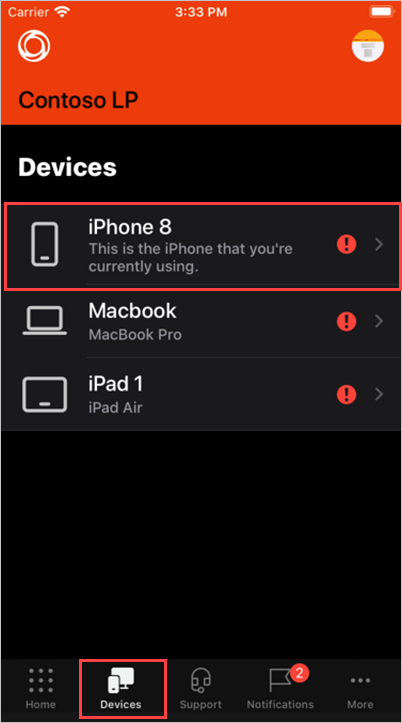 Carrier 3:33 PM
Contoso LP
Devices
iPhone 8
This is the iPhone that you're
currently using.
Macbook
MacBook Pro
iPad 1
iPad Air
2
Home Devices Support Notifications More